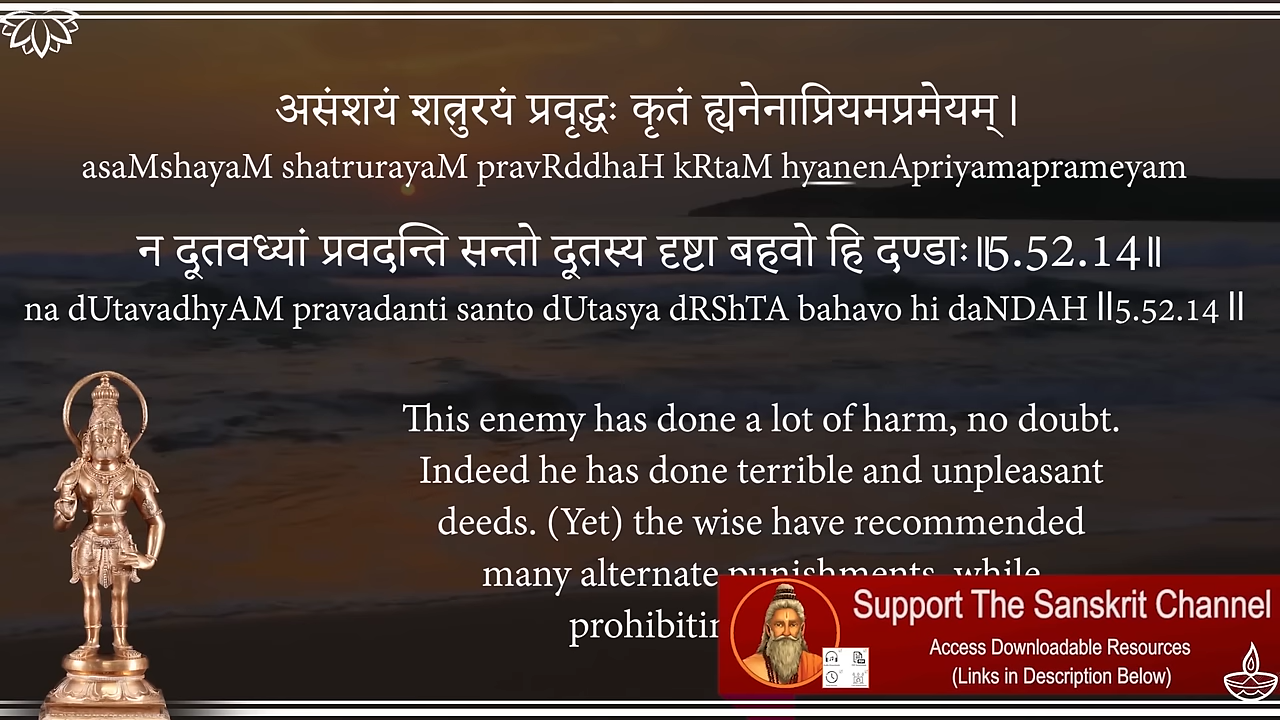 असंशयं शत्रुरयं प्रवृद्धः कृतं ह्यनेनाप्रियमप्रमेयम् ।
asaMshayaM shatrurayaM pravRddhaH kRtaM hyanenApriyamaprameyam
न दूतवध्यां प्रवदन्ति सन्तो दूतस्य दृष्टा बहवो हि दण्डाः॥5.52.14॥
na dUtavadhyAM pravadanti santo dUtasya dRShTA bahavo hi daNDAH ॥5.52.14 ॥
This enemy has done a lot of harm, no doubt.
Indeed he has done terrible and unpleasant
deeds. (Yet) the wise have recommended
many alternate punishments, while
Support The Sanskrit Channel
Access Downloadable Resources
(Links in Description Below)